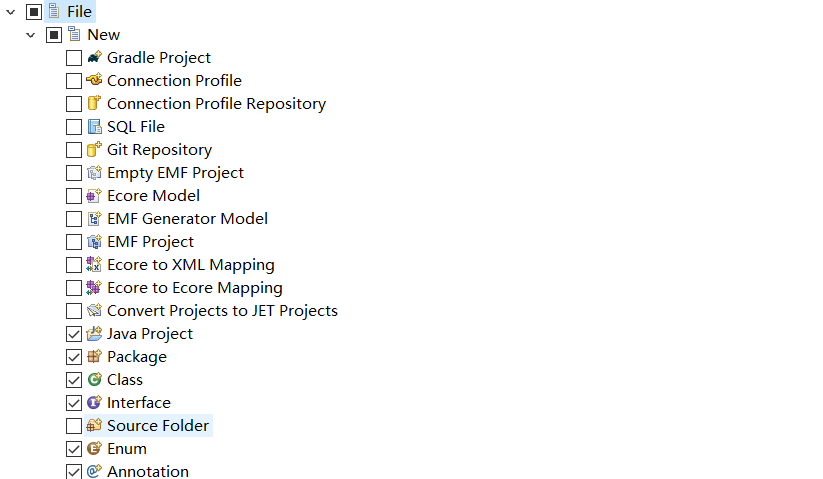 File
New
Gradle Project
Connection Profile
Connection Profile Repository
SQL File
Git Repository
Empty EMF Project
Ecore Model
EMF Generator Model
EMF Project
Ecore to XML Mapping
Ecore to Ecore Mapping
Convert Projects to JET Projects
Java Project
Package
Class
Interface
Source Folder
Enum
Annotation